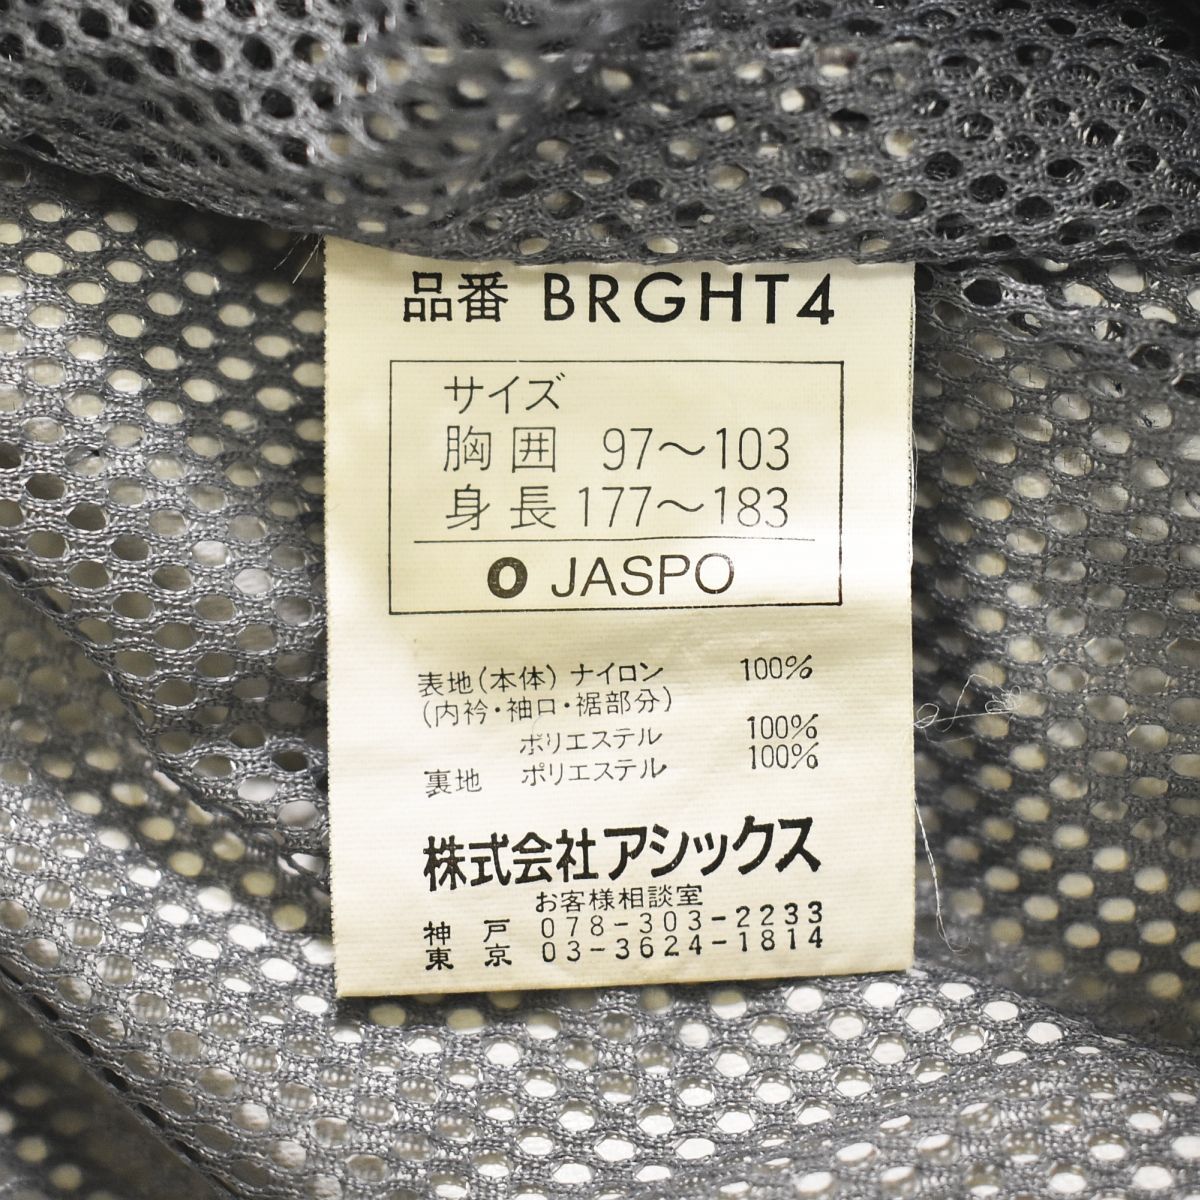 品番 BRGHT4
サイズ
胸囲 97〜103
身長 177〜183
O JASPO
表地(本体) ナイロン 100%
(内衿・袖口・裾部分)
ポリエステル 100%
裏地 ポリエステル 100%
株式会社アシックス
お客様相談室
神戸 078-303-2233
東京 03-3624-1814